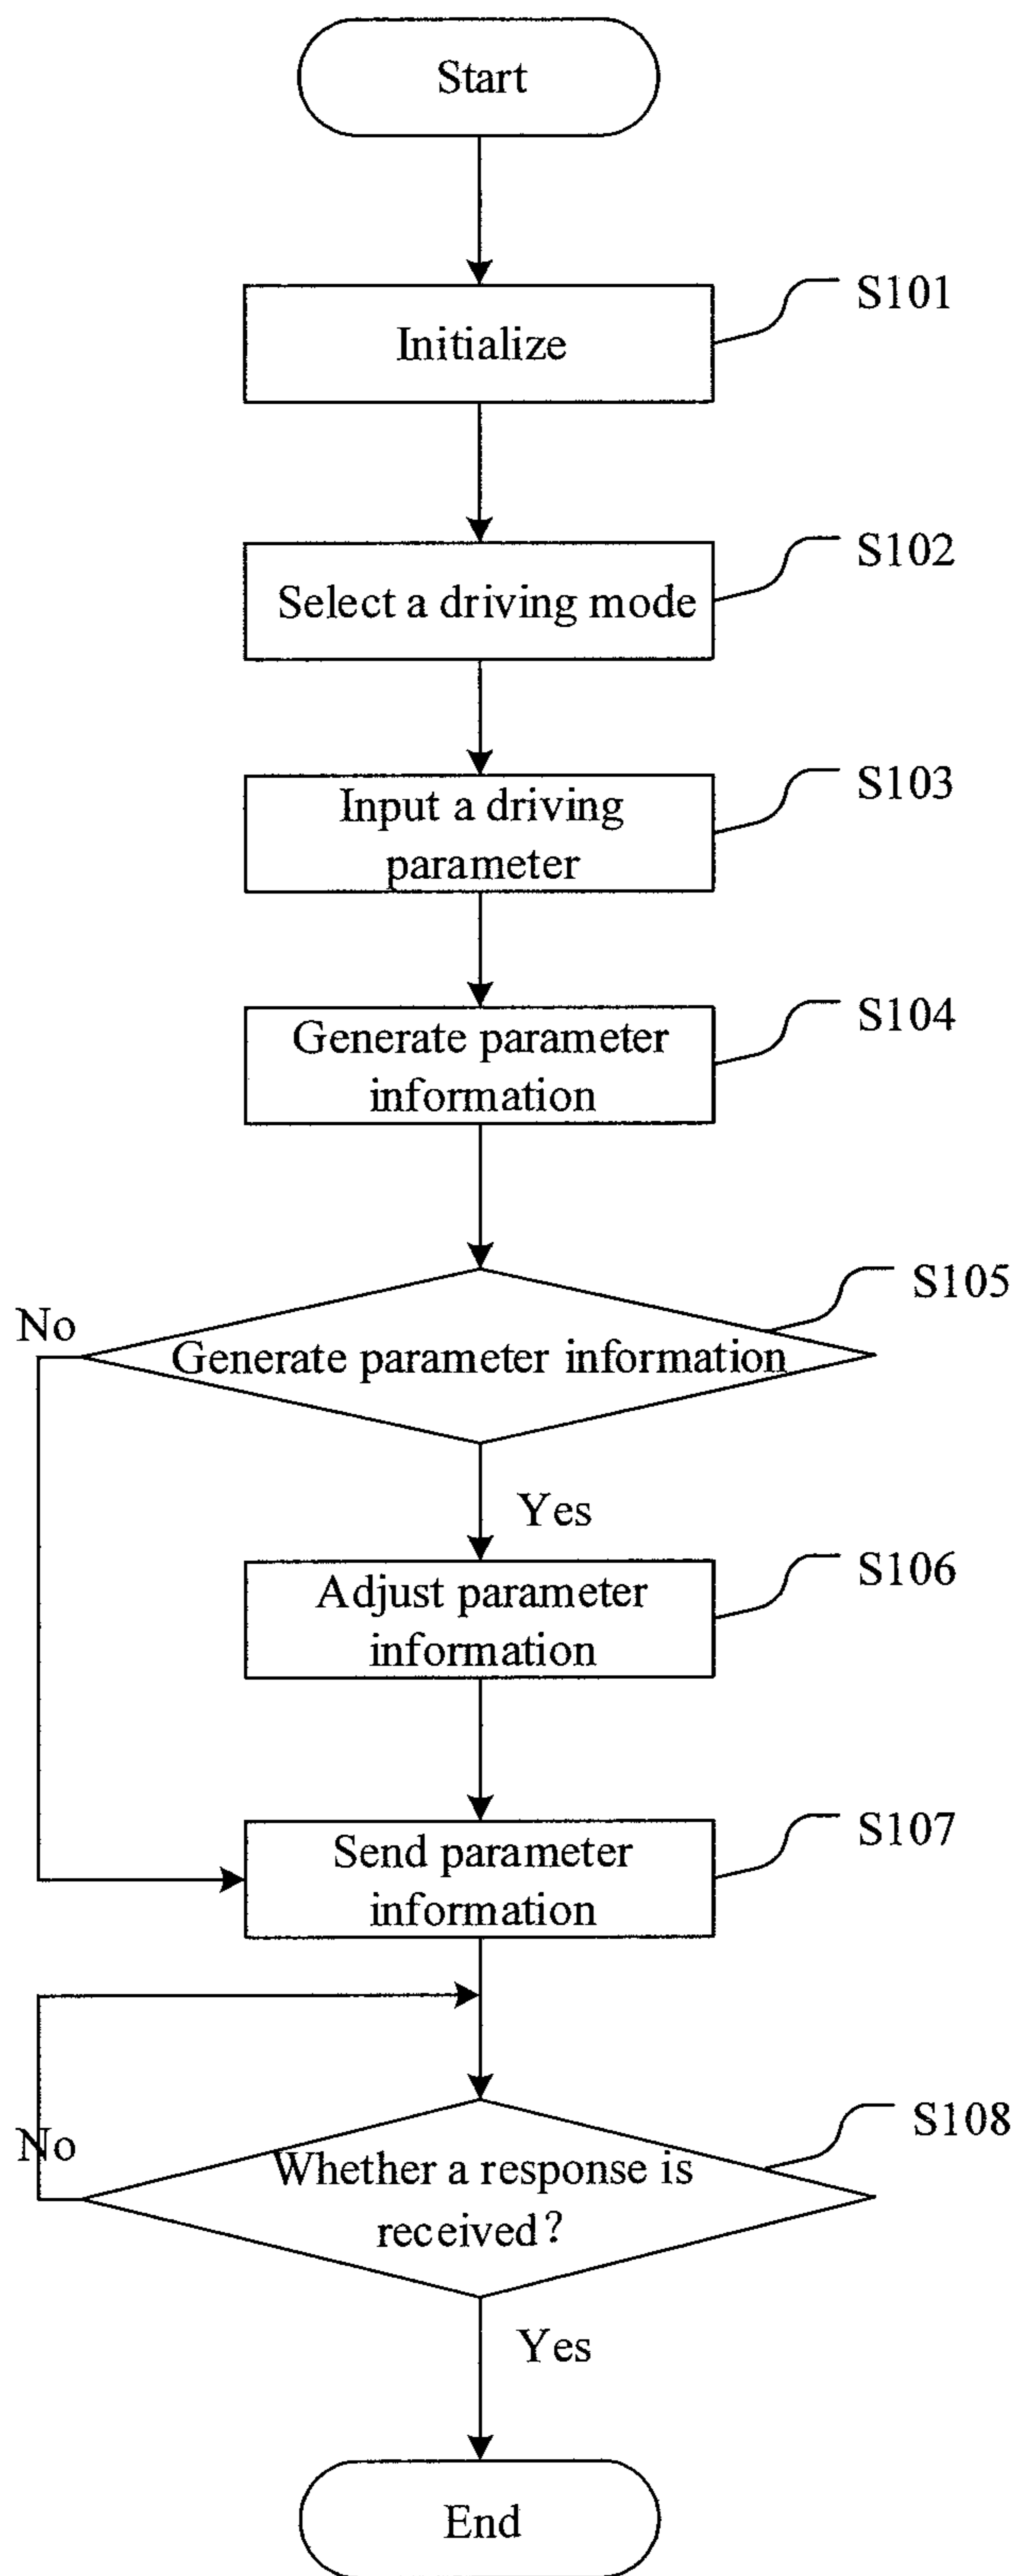 Start
S101
Initialize
S102
Select a driving mode
S103
Input a driving
parameter
S104
Generate parameter
information
S105
No
Generate parameter information
Yes
S106
Adjust parameter
information
S107
Send parameter
information
S108
No
Whether a response is
received?
Yes
End